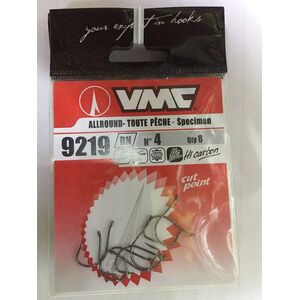 your expert in hooks
VMC
ALLROUND- TOUTE PÊCHE - Specimen
9219 BN N° 4 Qty 8
Hi carbon
cut point